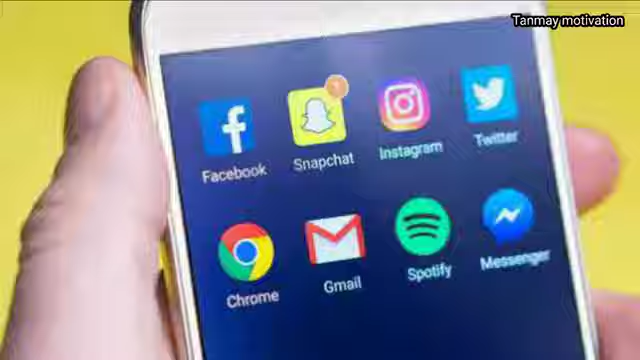 Tanmay motivation
Facebook
Snapchat
Instagram
Twitter
Chrome
Gmail
Spotify
Messenger